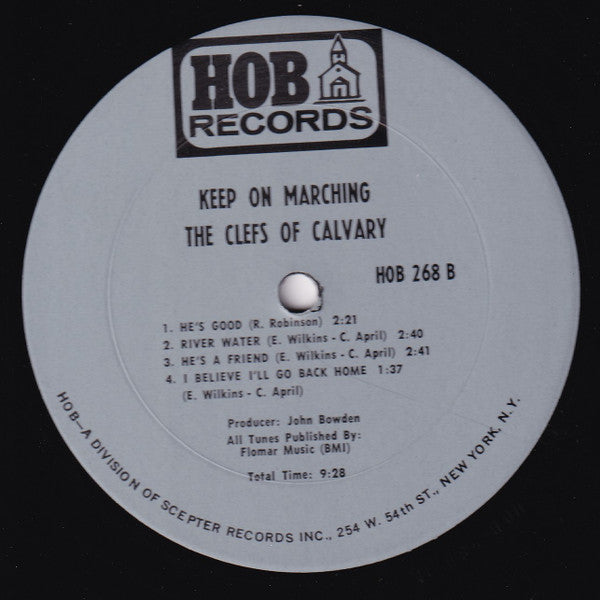 HOB
RECORDS
KEEP ON MARCHING
THE CLEFS OF CALVARY
HOB 268 B
1. HE'S GOOD (R. Robinson) 2:21
2. RIVER WATER (E. Wilkins - C. April) 2:40
3. HE'S A FRIEND (E. Wilkins - C. April) 2:41
4. I BELIEVE I'LL GO BACK HOME 1:37
(E. Wilkins - C. April)
Producer: John Bowden
All Tunes Published By:
Flomar Music (BMI)
Total Time: 9:28
HOB—A DIVISION OF SCEPTER RECORDS INC., 254 W. 54th ST., NEW YORK, N.Y.